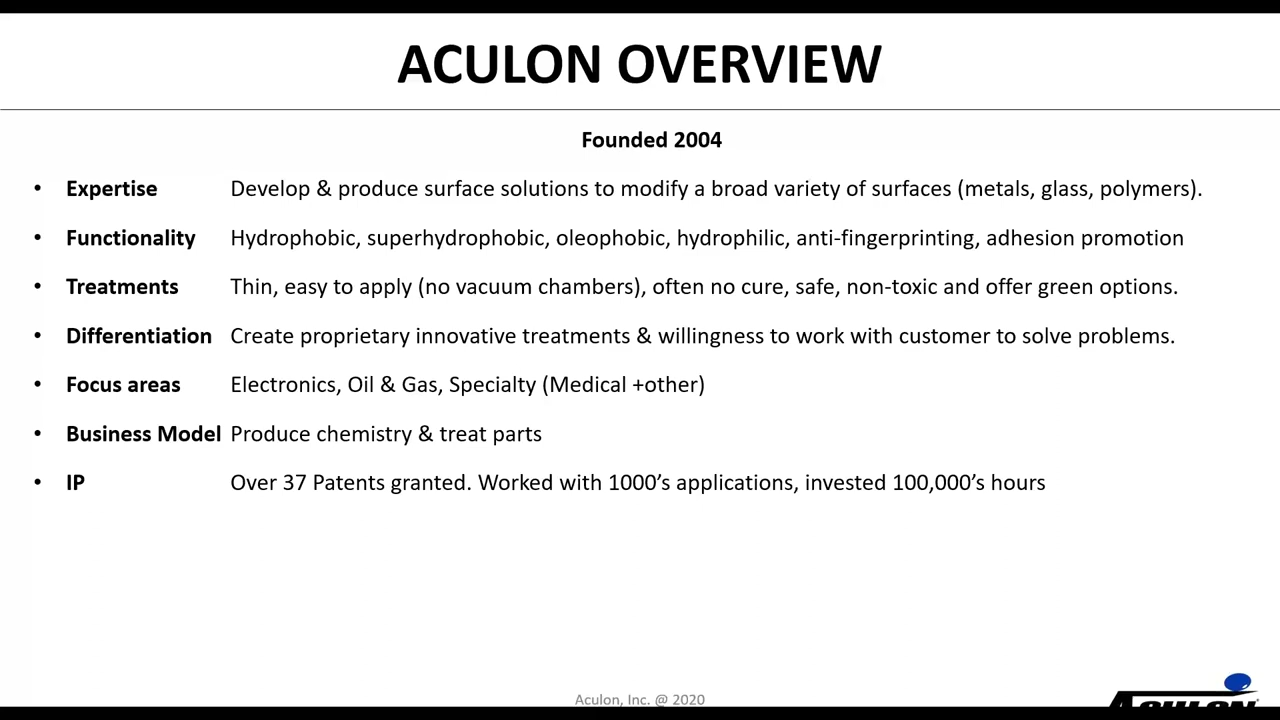 ACULON OVERVIEW
Founded 2004
• Expertise Develop & produce surface solutions to modify a broad variety of surfaces (metals, glass, polymers).
• Functionality Hydrophobic, superhydrophobic, oleophobic, hydrophilic, anti-fingerprinting, adhesion promotion
• Treatments Thin, easy to apply (no vacuum chambers), often no cure, safe, non-toxic and offer green options.
• Differentiation Create proprietary innovative treatments & willingness to work with customer to solve problems.
• Focus areas Electronics, Oil & Gas, Specialty (Medical +other)
• Business Model Produce chemistry & treat parts
• IP Over 37 Patents granted. Worked with 1000’s applications, invested 100,000’s hours
Aculon, Inc. @ 2020
ACULON